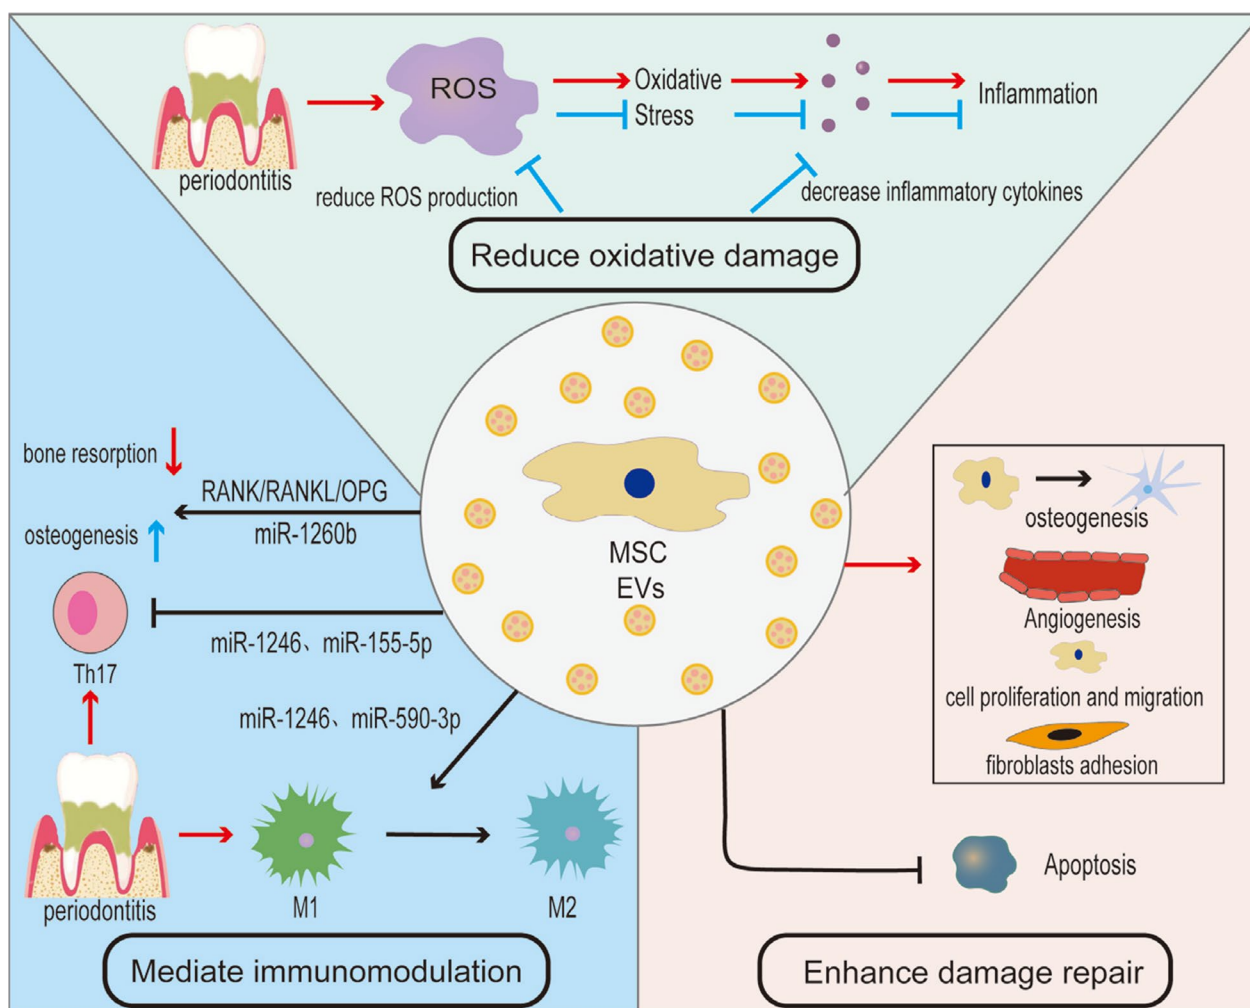 ROS
Oxidative
Stress
Inflammation
periodontitis
reduce ROS production
decrease inflammatory cytokines
Reduce oxidative damage
bone resorption
RANK/RANKL/OPG
miR-1260b
osteogenesis
MSC
EVs
Th17
miR-1246、miR-155-5p
miR-1246、miR-590-3p
periodontitis
M1
M2
Mediate immunomodulation
osteogenesis
Angiogenesis
cell proliferation and migration
fibroblasts adhesion
Apoptosis
Enhance damage repair